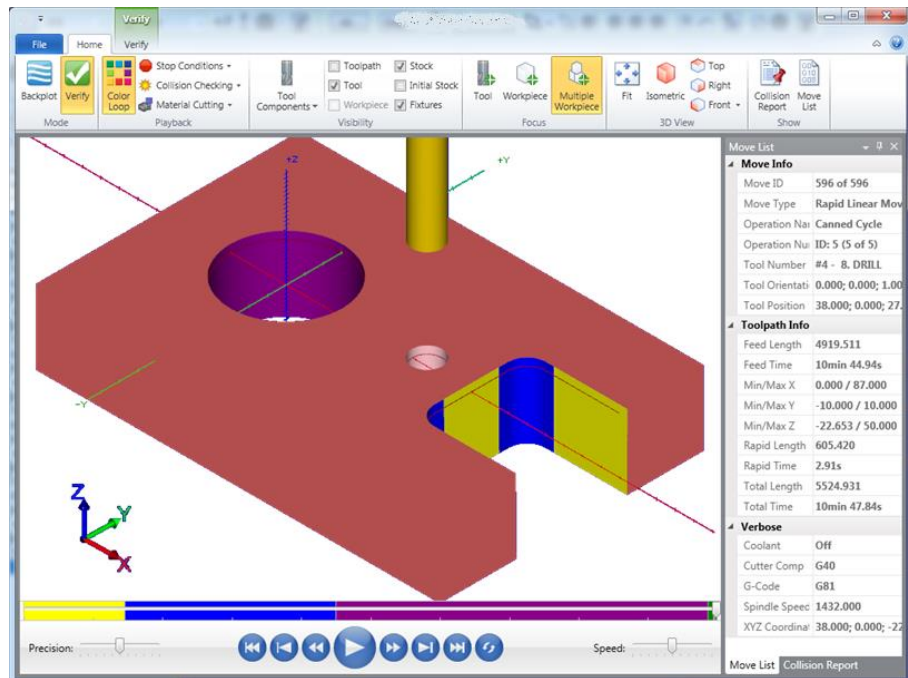 Verify
File Home Verify
Backplot Verify
Mode
Color Loop
Stop Conditions
Collision Checking
Material Cutting
Playback
Tool Components
Toolpath Stock
Tool Initial Stock
Workpiece Fixtures
Visibility
Tool Workpiece Multiple Workpiece
Focus
Fit Isometric
Top
Right
Front
3D View
Collision Report Move List
Show
+Z
+Y
-Y
Z
Y
X
Precision: Speed:
Move List
Move Info
Move ID 596 of 596
Move Type Rapid Linear Mov
Operation Nai Canned Cycle
Operation Nu ID: 5 (5 of 5)
Tool Number #4 - 8. DRILL
Tool Orientati 0.000; 0.000; 1.00
Tool Position 38.000; 0.000; 27.
Toolpath Info
Feed Length 4919.511
Feed Time 10min 44.94s
Min/Max X 0.000 / 87.000
Min/Max Y -10.000 / 10.000
Min/Max Z -22.653 / 50.000
Rapid Length 605.420
Rapid Time 2.91s
Total Length 5524.931
Total Time 10min 47.84s
Verbose
Coolant Off
Cutter Comp G40
G-Code G81
Spindle Speed 1432.000
XYZ Coordinat 38.000; 0.000; -22
Move List Collision Report